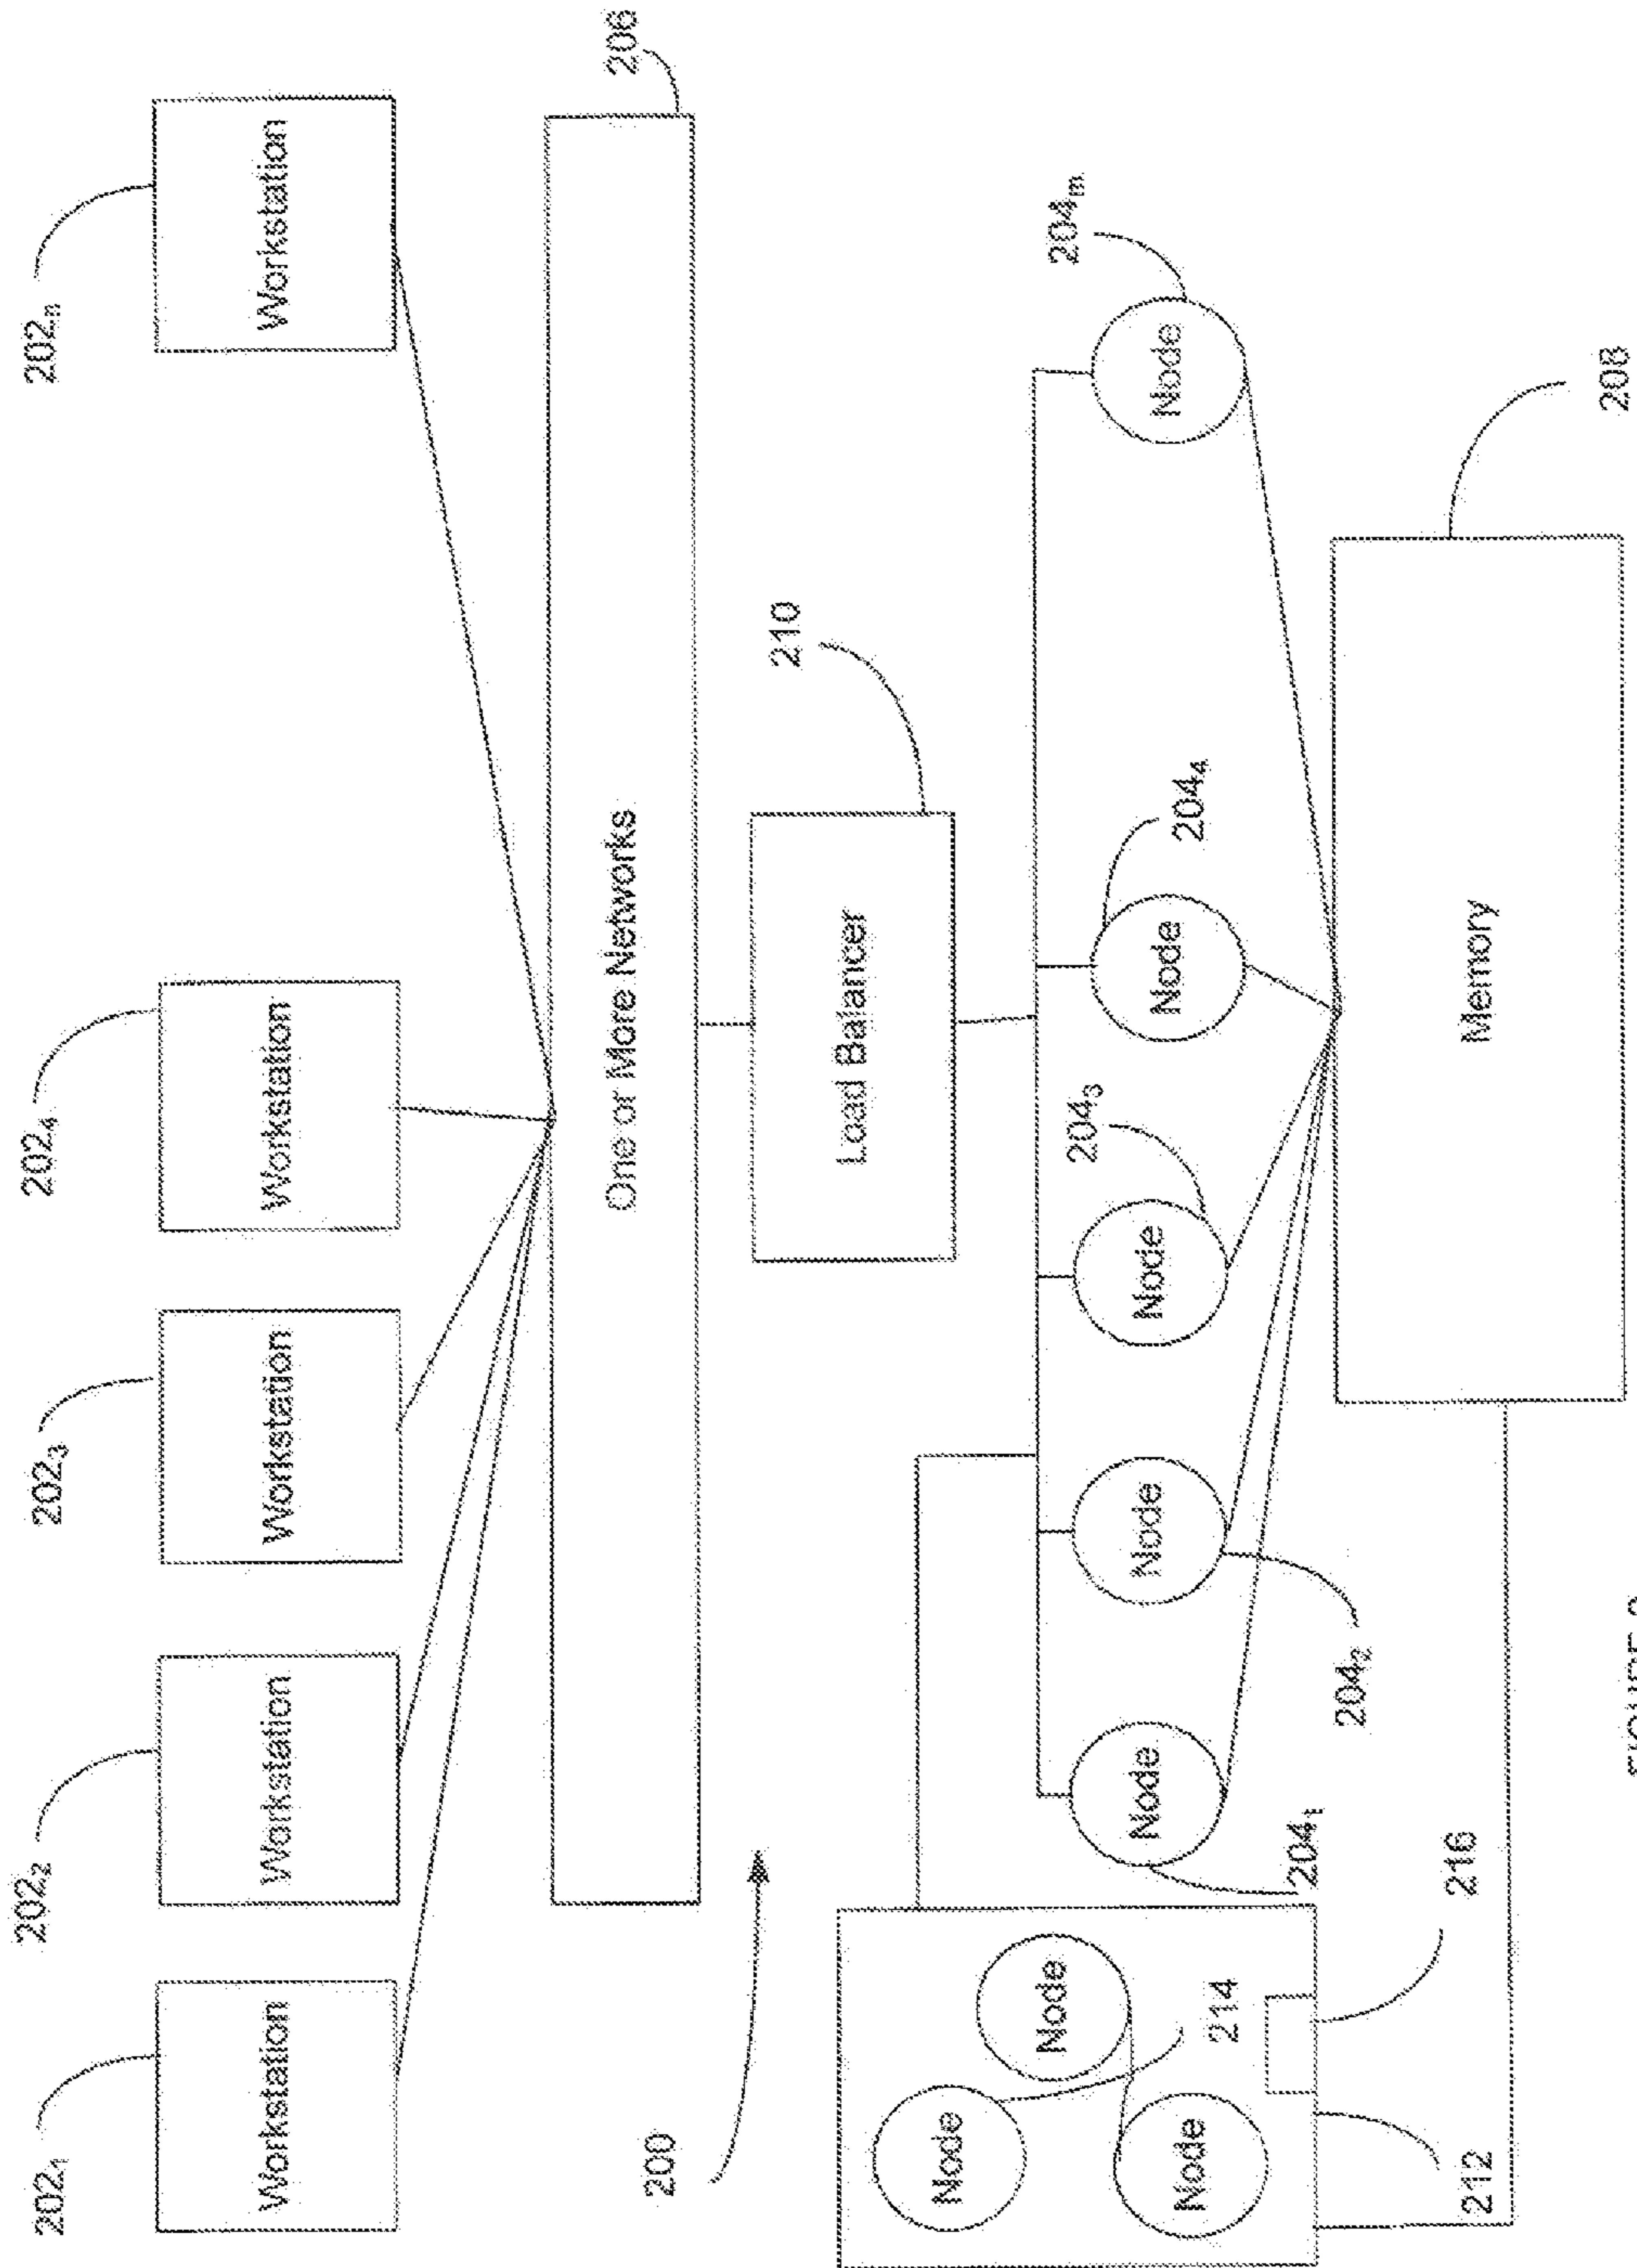 202₁
202₂
202₃
202₄
202ₙ
Workstation
Workstation
Workstation
Workstation
Workstation
206
One or More Networks
200
210
Load Balancer
204₃
204₄
204ₘ
Node
Node
Node
Node
Node
Node
Node
Node
214
204₁
204₂
216
212
Memory
208